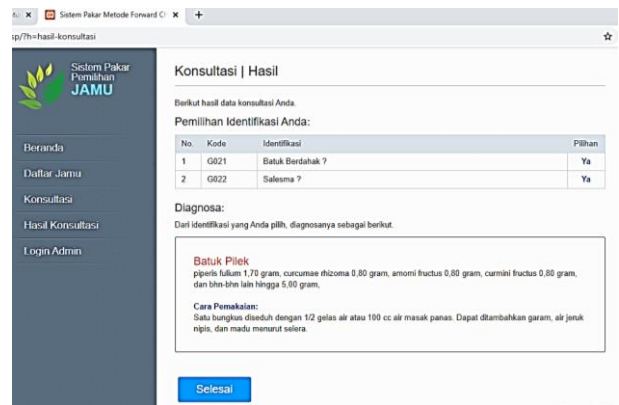 Sistem Pakar Metode Forward C
sp/?h=hasil-konsultasi
Sistem Pakar
Pemilihan
JAMU
Beranda
Daftar Jamu
Konsultasi
Hasil Konsultasi
Login Admin
Konsultasi | Hasil
Berikut hasil data konsultasi Anda.
Pemilihan Identifikasi Anda:
No. Kode Identifikasi Pilihan
1 G021 Batuk Berdahak ? Ya
2 G022 Salesma ? Ya
Diagnosa:
Dari identifikasi yang Anda pilih, diagnosanya sebagai berikut.
Batuk Pilek
piperis fulium 1,70 gram, curcumae rhizoma 0,80 gram, amomi fructus 0,80 gram, curmini fructus 0,80 gram,
dan bhn-bhn lain hingga 5,00 gram,
Cara Pemakaian:
Satu bungkus diseduh dengan 1/2 gelas air atau 100 cc air masak panas. Dapat ditambahkan garam, air jeruk
nipis, dan madu menurut selera.
Selesai